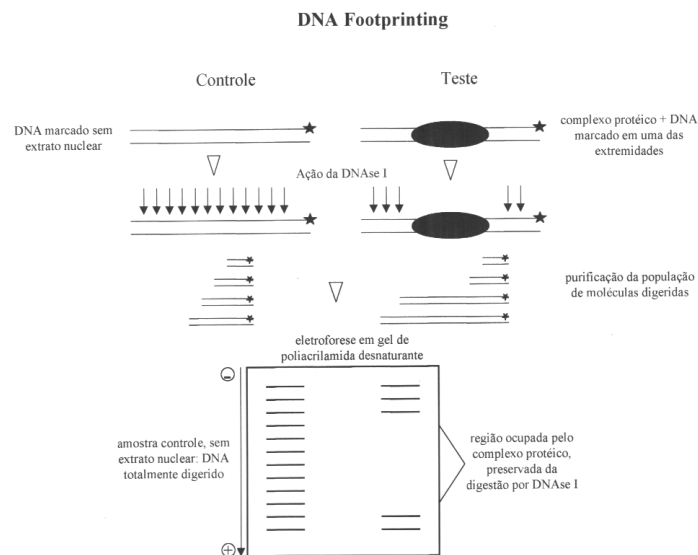 DNA Footprinting
Controle
Teste
DNA marcado sem
extrato nuclear
complexo protéico + DNA
marcado em uma das
extremidades
Ação da DNAse I
purificação da população
de moléculas digeridas
eletroforese em gel de
poliacrilamida desnaturante
-
amostra controle, sem
extrato nuclear: DNA
totalmente digerido
região ocupada pelo
complexo protéico,
preservada da
digestão por DNAse I
+